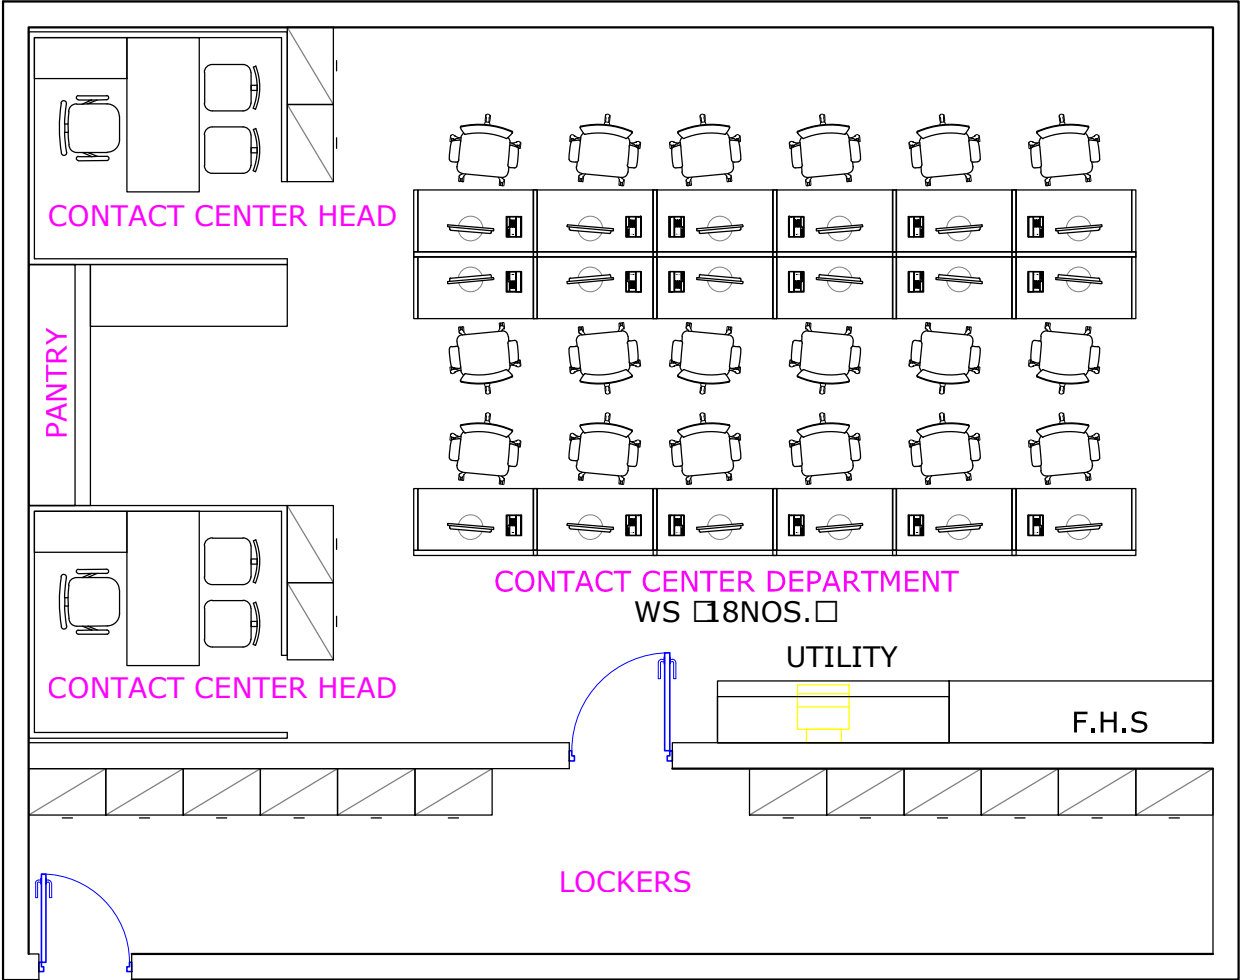 CONTACT CENTER HEAD
PANTRY
CONTACT CENTER DEPARTMENT
WS □18NOS.□
UTILITY
CONTACT CENTER HEAD
F.H.S
LOCKERS